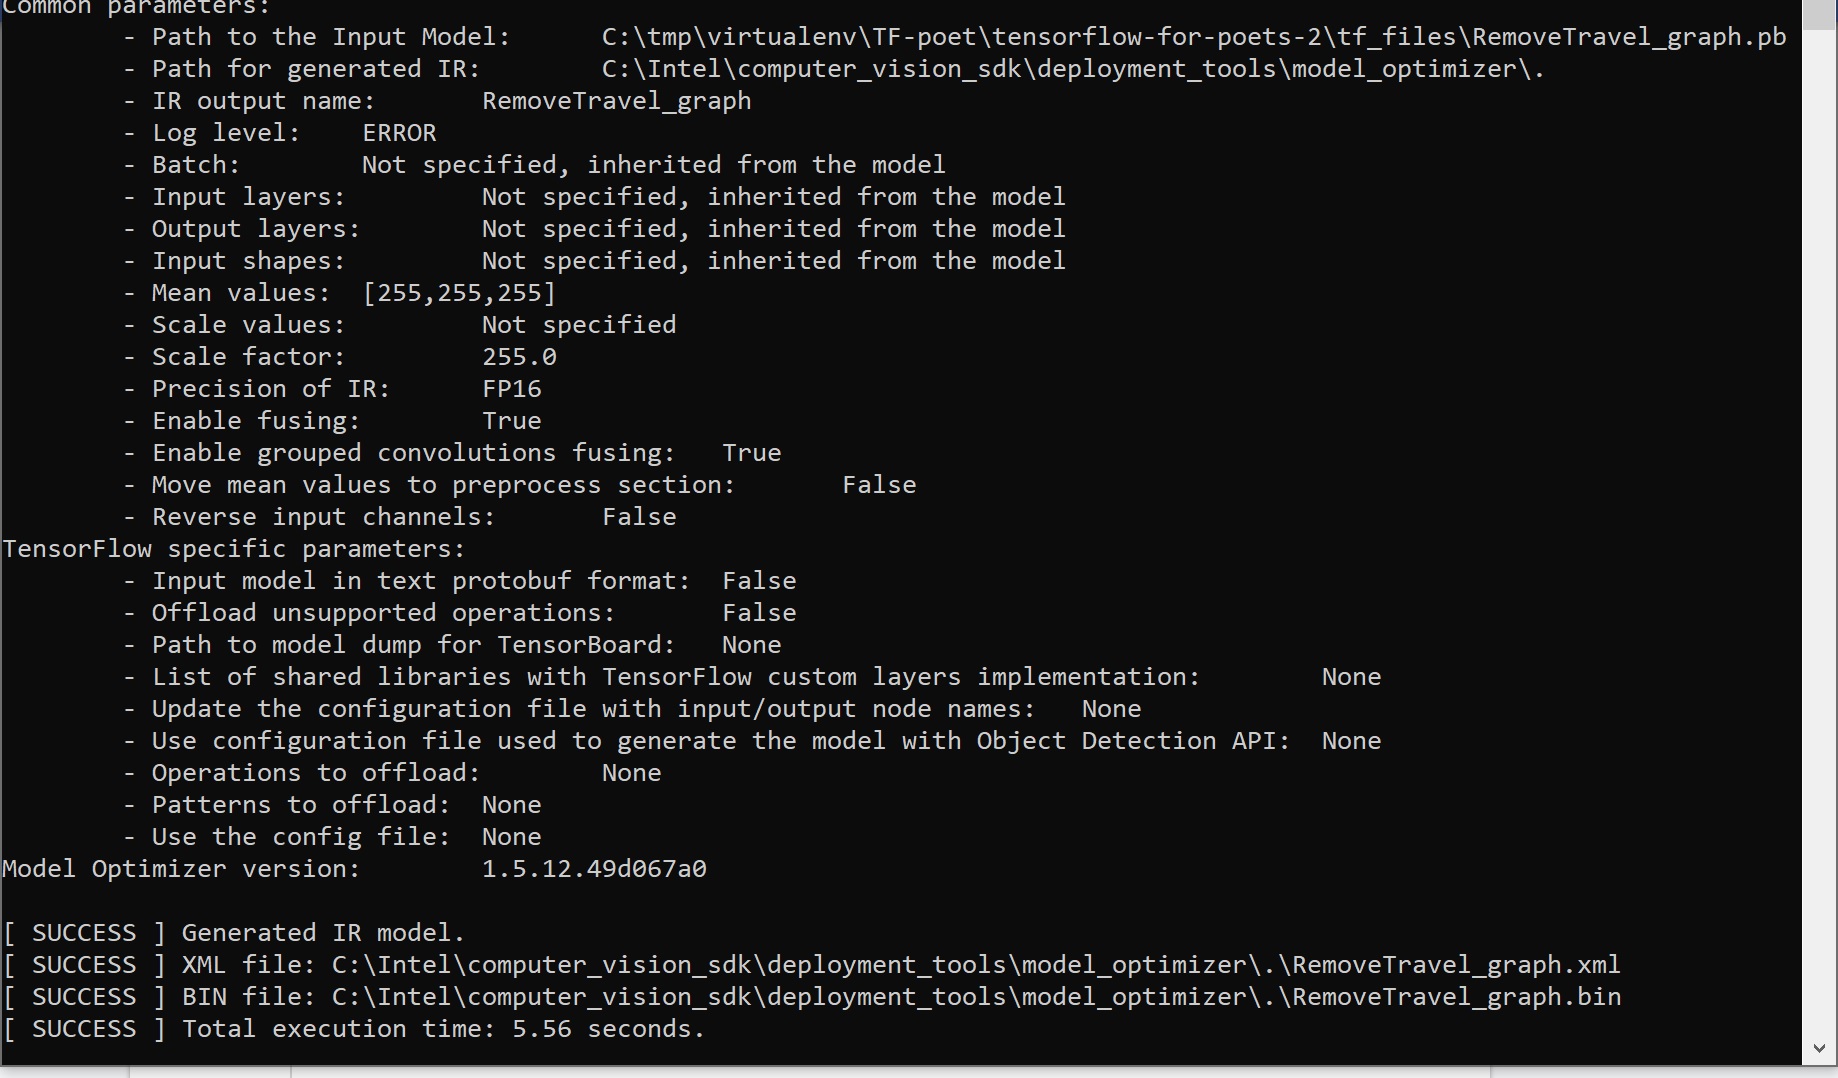 Common parameters:
- Path to the Input Model: C:\tmp\virtualenv\TF-poet\tensorflow-for-poets-2\tf_files\RemoveTravel_graph.pb
- Path for generated IR: C:\Intel\computer_vision_sdk\deployment_tools\model_optimizer\.
- IR output name: RemoveTravel_graph
- Log level: ERROR
- Batch: Not specified, inherited from the model
- Input layers: Not specified, inherited from the model
- Output layers: Not specified, inherited from the model
- Input shapes: Not specified, inherited from the model
- Mean values: [255,255,255]
- Scale values: Not specified
- Scale factor: 255.0
- Precision of IR: FP16
- Enable fusing: True
- Enable grouped convolutions fusing: True
- Move mean values to preprocess section: False
- Reverse input channels: False
TensorFlow specific parameters:
- Input model in text protobuf format: False
- Offload unsupported operations: False
- Path to model dump for TensorBoard: None
- List of shared libraries with TensorFlow custom layers implementation: None
- Update the configuration file with input/output node names: None
- Use configuration file used to generate the model with Object Detection API: None
- Operations to offload: None
- Patterns to offload: None
- Use the config file: None
Model Optimizer version: 1.5.12.49d067a0
[ SUCCESS ] Generated IR model.
[ SUCCESS ] XML file: C:\Intel\computer_vision_sdk\deployment_tools\model_optimizer\.\RemoveTravel_graph.xml
[ SUCCESS ] BIN file: C:\Intel\computer_vision_sdk\deployment_tools\model_optimizer\.\RemoveTravel_graph.bin
[ SUCCESS ] Total execution time: 5.56 seconds.